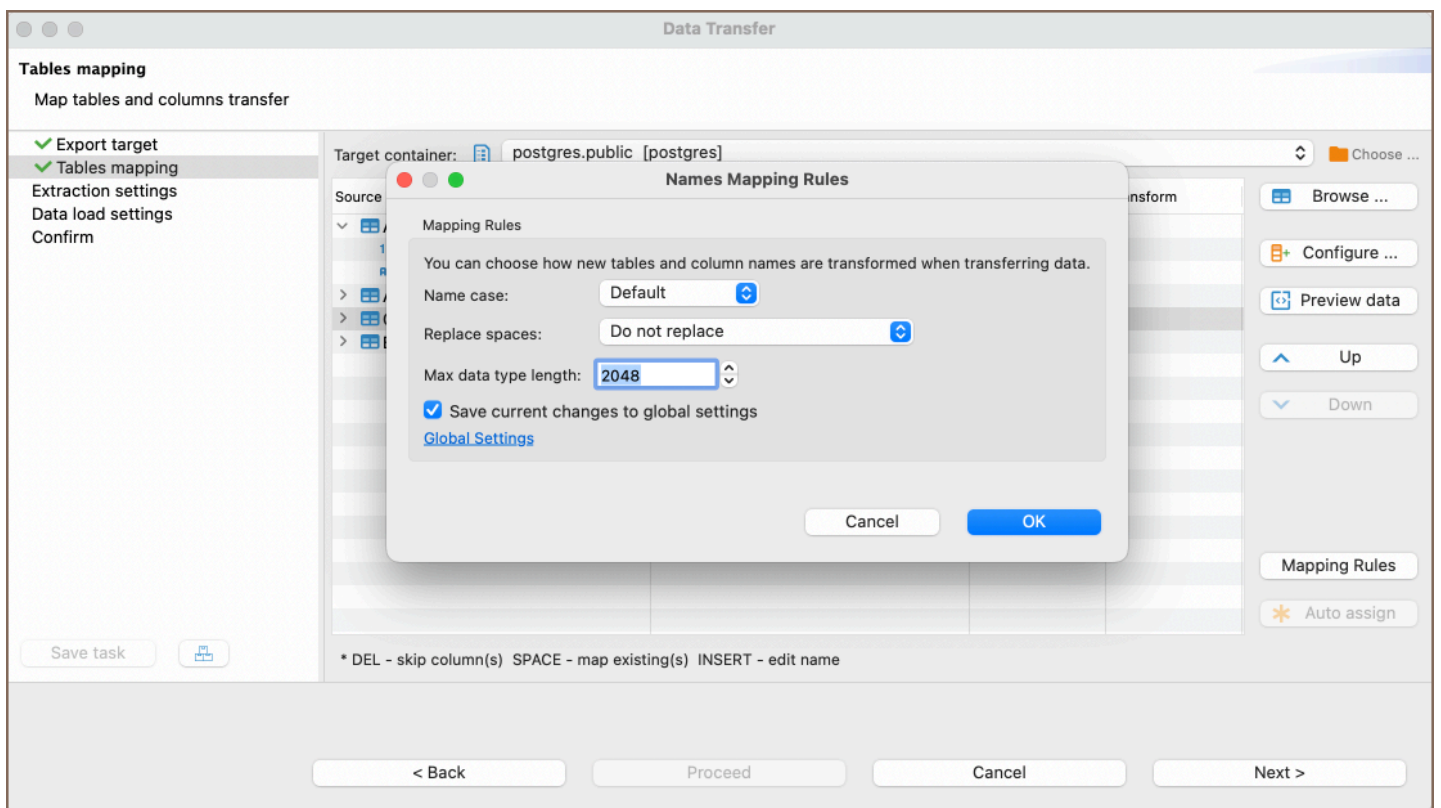 Data Transfer
Tables mapping
Map tables and columns transfer
Export target
Tables mapping
Extraction settings
Data load settings
Confirm
Target container: postgres.public [postgres]
Choose ...
Source
nsform
Names Mapping Rules
Mapping Rules
You can choose how new tables and column names are transformed when transferring data.
Name case: Default
Replace spaces: Do not replace
Max data type length: 2048
Save current changes to global settings
Global Settings
Cancel OK
Browse ...
Configure ...
Preview data
Up
Down
Mapping Rules
Auto assign
Save task
* DEL - skip column(s) SPACE - map existing(s) INSERT - edit name
< Back Proceed Cancel Next >